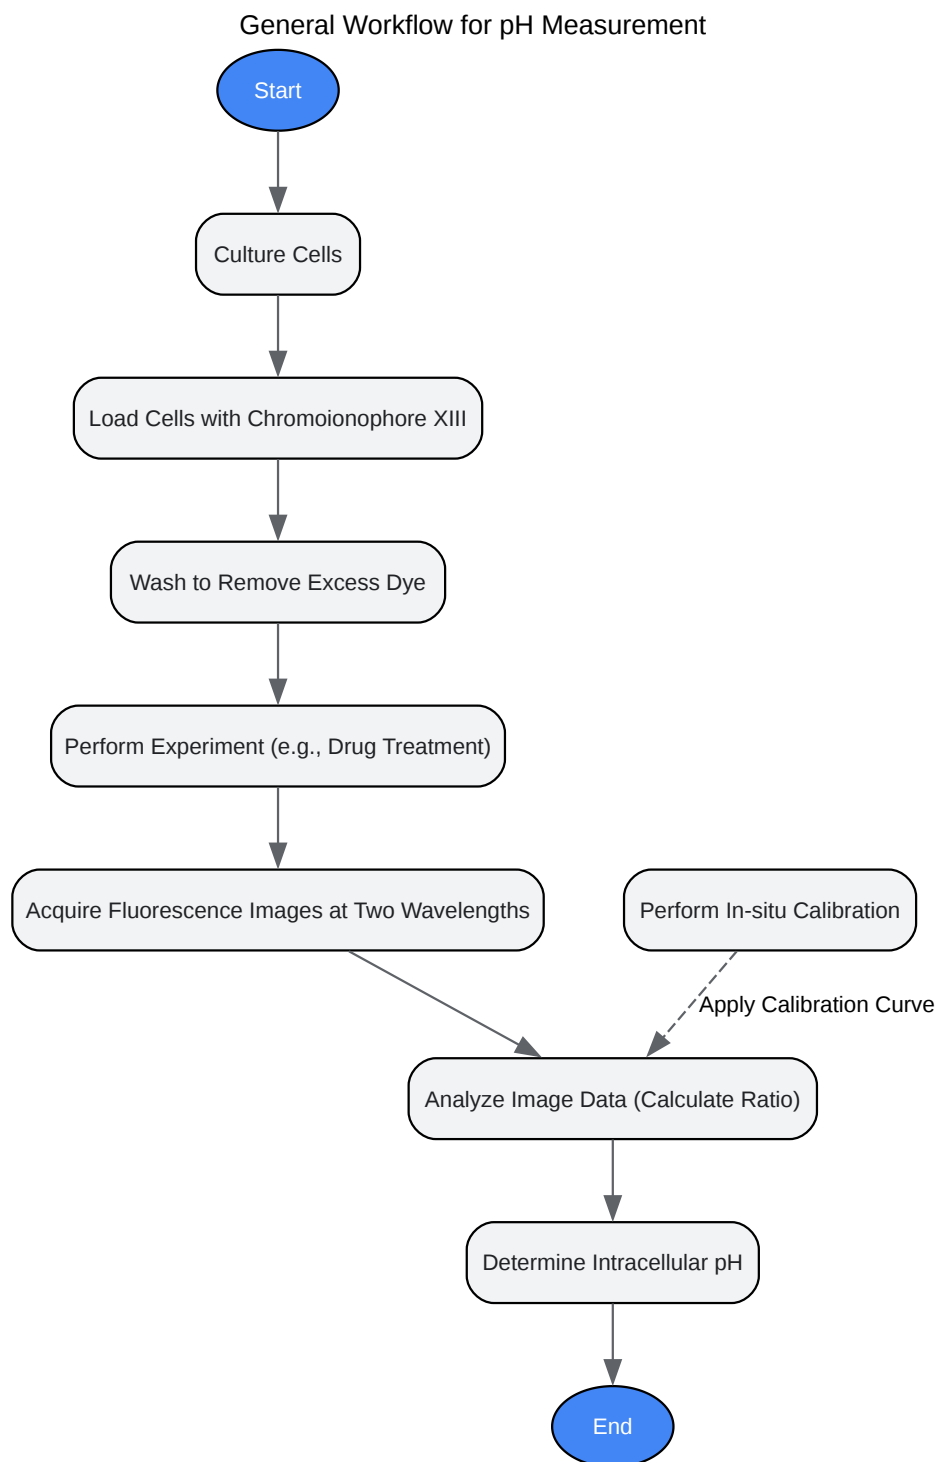 General Workflow for pH Measurement
Start
Culture Cells
Load Cells with Chromoionophore XIII
Wash to Remove Excess Dye
Perform Experiment (e.g., Drug Treatment)
Acquire Fluorescence Images at Two Wavelengths
Perform In-situ Calibration
Apply Calibration Curve
Analyze Image Data (Calculate Ratio)
Determine Intracellular pH
End